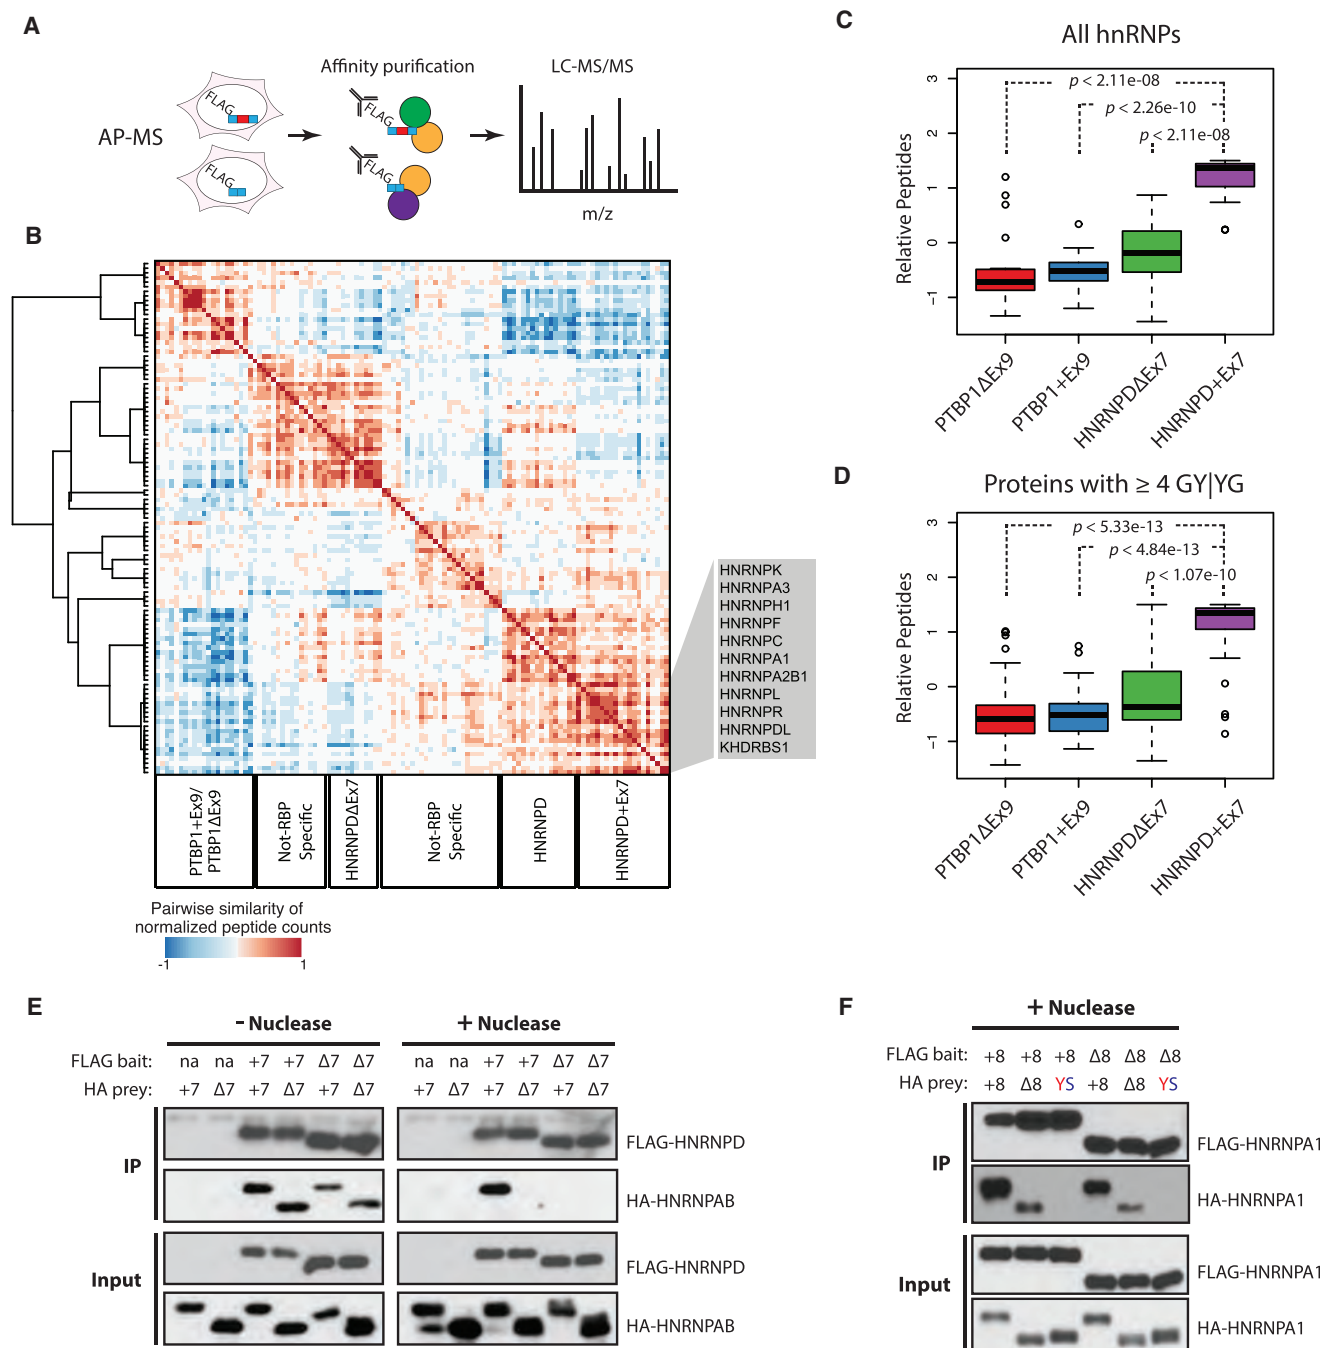 A
Affinity purification
LC-MS/MS
AP-MS
FLAG
FLAG
FLAG
FLAG
m/z
B
HNRNPK
HNRNPA3
HNRNPH1
HNRNPF
HNRNPC
HNRNPA1
HNRNPA2B1
HNRNPL
HNRNPR
HNRNPDL
KHDRBS1
PTBP1+Ex9/
PTBP1ΔEx9
Not-RBP
Specific
HNRNPDΔEx7
Not-RBP
Specific
HNRNPD
HNRNPD+Ex7
Pairwise similarity of
normalized peptide counts
-1 1
C
All hnRNPs
Relative Peptides
3
2
1
0
-1
p < 2.11e-08
p < 2.26e-10
p < 2.11e-08
PTBP1ΔEx9
PTBP1+Ex9
HNRNPDΔEx7
HNRNPD+Ex7
D
Proteins with ≥ 4 GY|YG
Relative Peptides
3
2
1
0
-1
p < 5.33e-13
p < 4.84e-13
p < 1.07e-10
PTBP1ΔEx9
PTBP1+Ex9
HNRNPDΔEx7
HNRNPD+Ex7
E
- Nuclease + Nuclease
FLAG bait: na na +7 +7 Δ7 Δ7 na na +7 +7 Δ7 Δ7
HA prey: +7 Δ7 +7 Δ7 +7 Δ7 +7 Δ7 +7 Δ7 +7 Δ7
IP
FLAG-HNRNPD
HA-HNRNPAB
Input
FLAG-HNRNPD
HA-HNRNPAB
F
+ Nuclease
FLAG bait: +8 +8 +8 Δ8 Δ8 Δ8
HA prey: +8 Δ8 YS +8 Δ8 YS
IP
FLAG-HNRNPA1
HA-HNRNPA1
Input
FLAG-HNRNPA1
HA-HNRNPA1